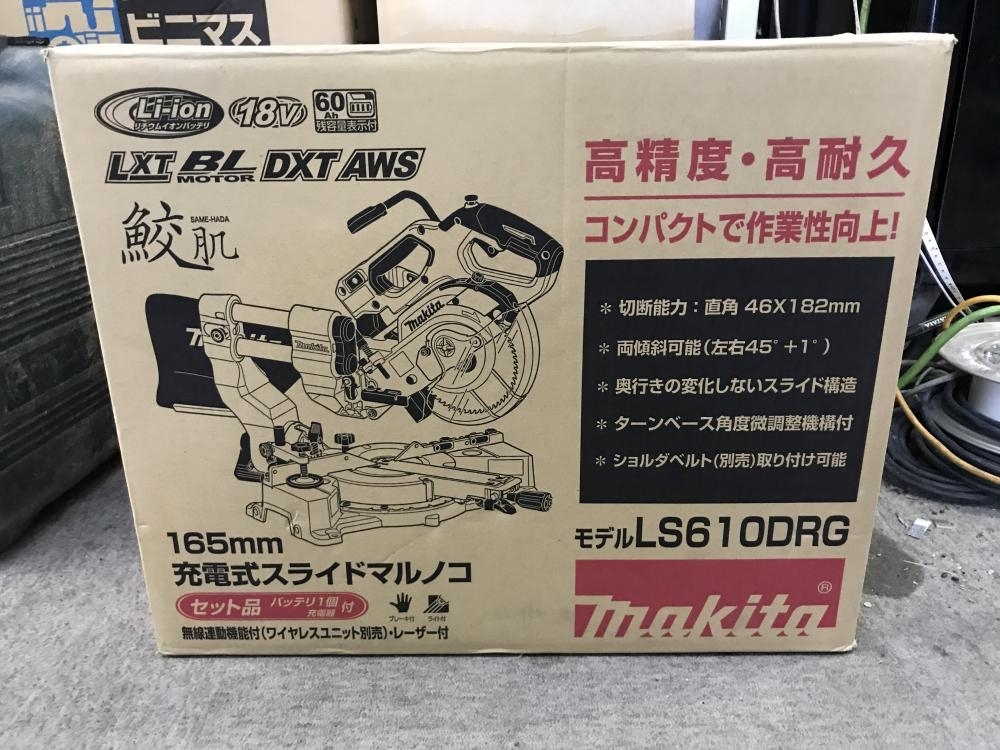 ビニマス
Li-ion
リチウムイオンバッテリ
18V
6.0
Ah
残容量表示付
LXT BL MOTOR DXT AWS
鮫肌
SAME-HADA
高精度・高耐久
コンパクトで作業性向上!
＊ 切断能力：直角 46X182mm
＊ 両傾斜可能(左右45°+1°)
＊ 奥行きの変化しないスライド構造
＊ ターンベース角度微調整機構付
＊ ショルダベルト(別売)取り付け可能
Makita
makita
165mm
充電式スライドマルノコ
セット品 バッテリ1個 充電器 付
ブレーキ付
ライト付
無線連動機能付(ワイヤレスユニット別売)・レーザー付
モデルLS610DRG
makita®